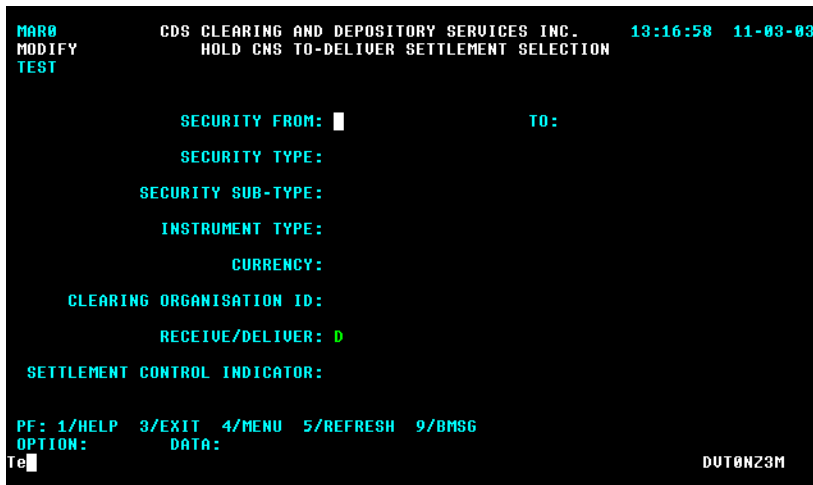 MAR0 CDS CLEARING AND DEPOSITORY SERVICES INC. 13:16:58 11-03-03
MODIFY HOLD CNS TO-DELIVER SETTLEMENT SELECTION
TEST
SECURITY FROM: TO:
SECURITY TYPE:
SECURITY SUB-TYPE:
INSTRUMENT TYPE:
CURRENCY:
CLEARING ORGANISATION ID:
RECEIVE/DELIVER: D
SETTLEMENT CONTROL INDICATOR:
PF: 1/HELP 3/EXIT 4/MENU 5/REFRESH 9/BMSG
OPTION: DATA:
Te DVT0NZ3M